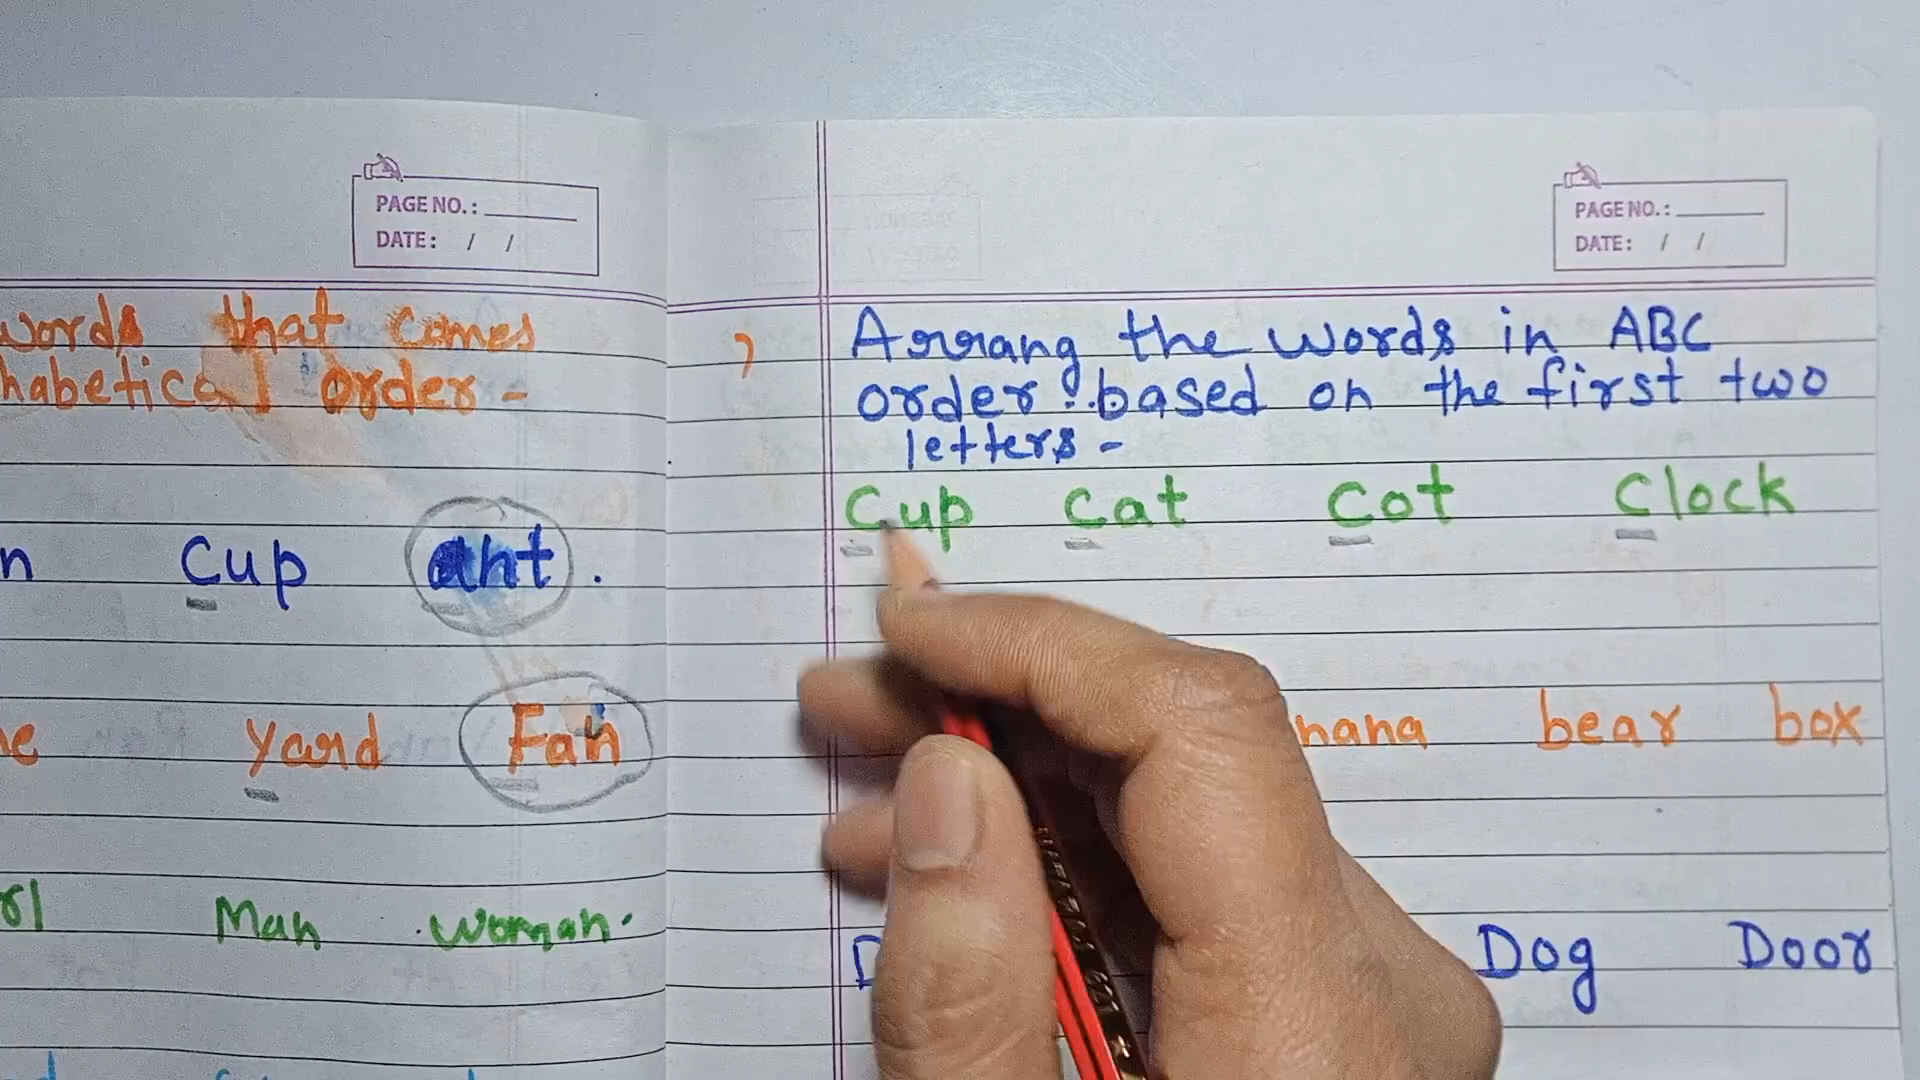 PAGE NO.:
DATE: / /
words that comes
habetical order-
n Cup ant.
e yard Fan
rl Man woman.
PAGE NO.:
DATE: / /
Arrang the words in ABC
order: based on the first two
letters-
Cup Cat Cot Clock
nana bear box
D Dog Door